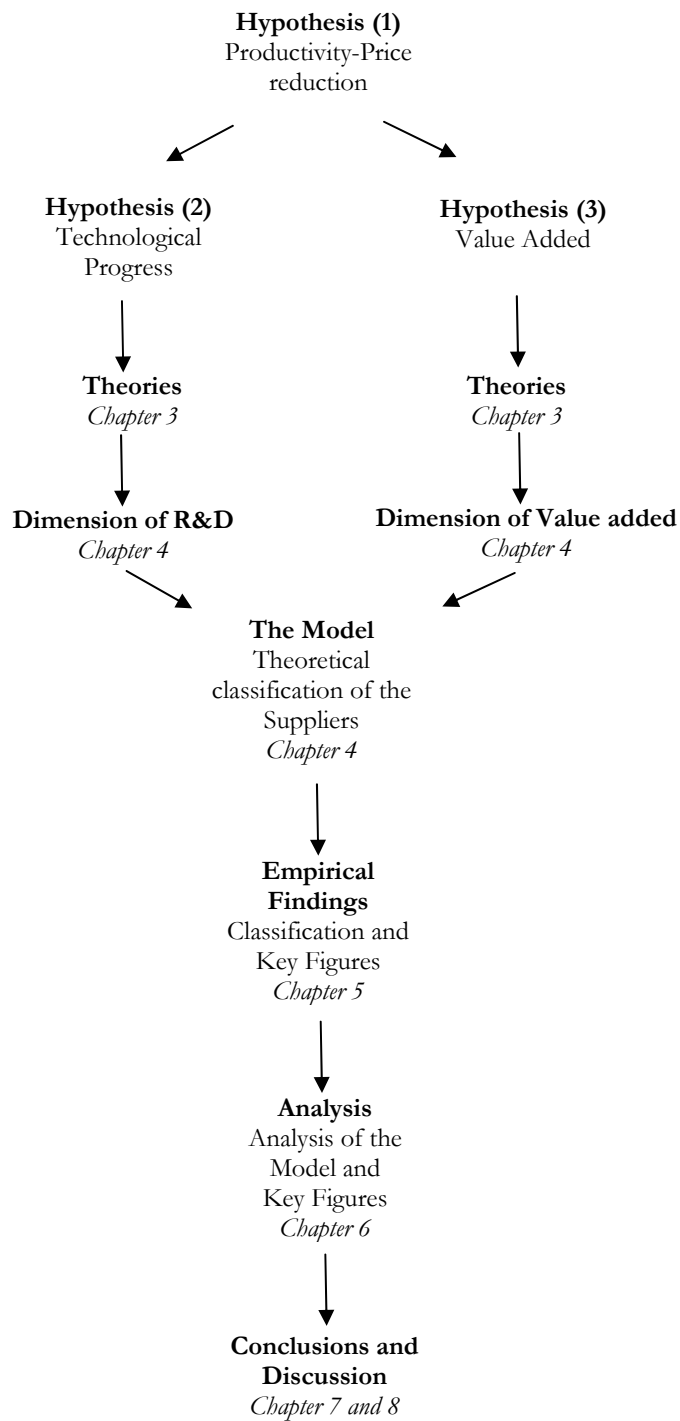 Hypothesis (1)
Productivity-Price
reduction
Hypothesis (2)
Technological
Progress
Hypothesis (3)
Value Added
Theories
Chapter 3
Theories
Chapter 3
Dimension of R&D
Chapter 4
Dimension of Value added
Chapter 4
The Model
Theoretical
classification of the
Suppliers
Chapter 4
Empirical
Findings
Classification and
Key Figures
Chapter 5
Analysis
Analysis of the
Model and
Key Figures
Chapter 6
Conclusions and
Discussion
Chapter 7 and 8